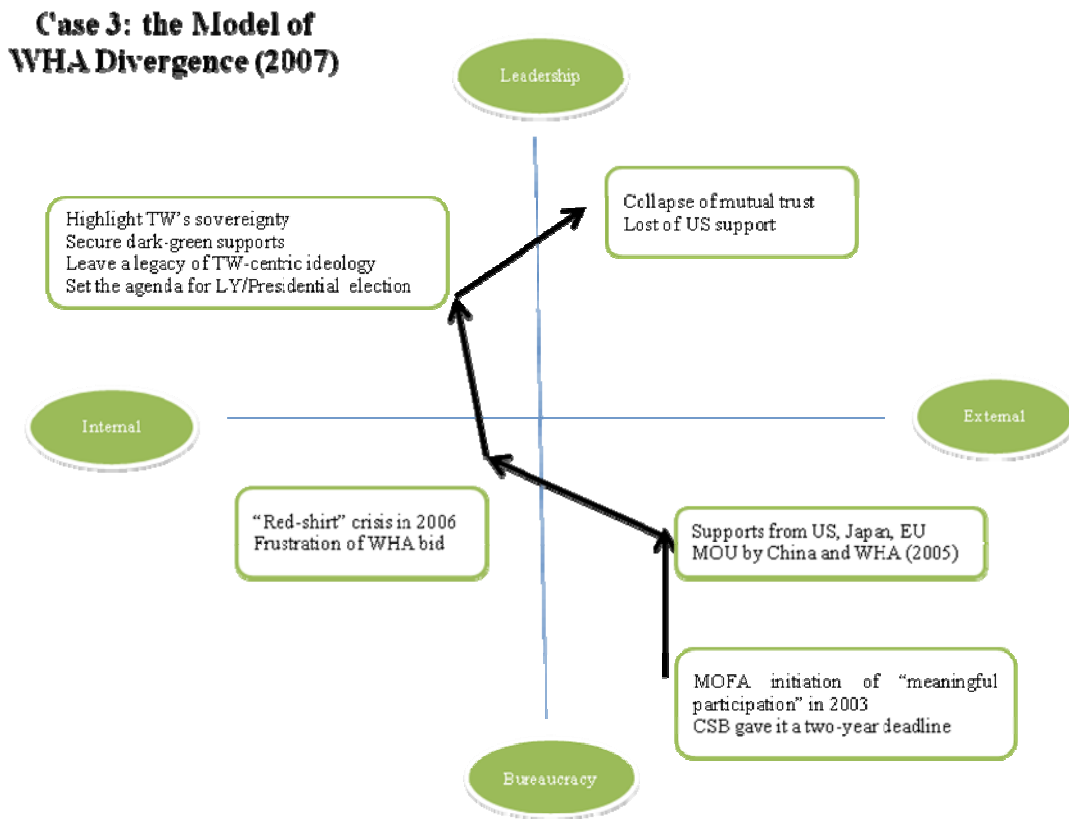 Case 3: the Model of
WHA Divergence (2007)
Leadership
Collapse of mutual trust
Lost of US support
Highlight TW's sovereignty
Secure dark-green supports
Leave a legacy of TW-centric ideology
Set the agenda for LY/Presidential election
Internal
External
“Red-shirt” crisis in 2006
Frustration of WHA bid
Supports from US, Japan, EU
MOU by China and WHA (2005)
MOFA initiation of “meaningful
participation” in 2003
CSB gave it a two-year deadline
Bureaucracy